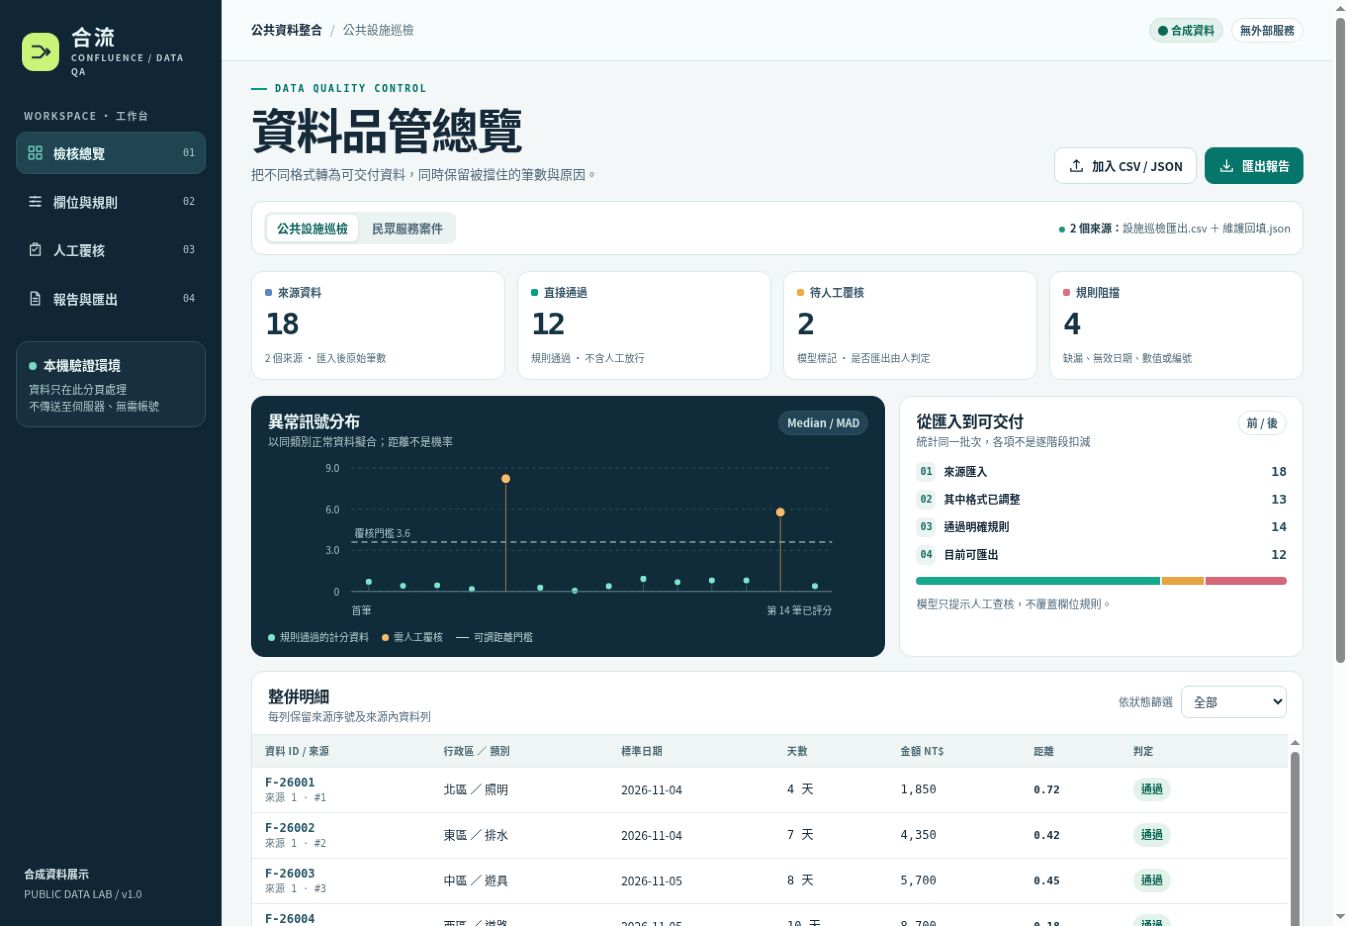 合流
CONFLUENCE / DATA
QA
WORKSPACE · 工作台
檢核總覽 01
欄位與規則 02
人工覆核 03
報告與匯出 04
本機驗證環境
資料只在此分頁處理
不傳送至伺服器、無需帳號
合成資料展示
PUBLIC DATA LAB / v1.0
公共資料整合 / 公共設施巡檢
合成資料 無外部服務
DATA QUALITY CONTROL
資料品管總覽
把不同格式轉為可交付資料，同時保留被擋住的筆數與原因。
加入 CSV / JSON 匯出報告
公共設施巡檢 民眾服務案件
2 個來源：設施巡檢匯出.csv ＋ 維護回填.json
來源資料
18
2 個來源 · 匯入後原始筆數
直接通過
12
規則通過 · 不含人工放行
待人工覆核
2
模型標記 · 是否匯出由人判定
規則阻擋
4
缺漏、無效日期、數值或編號
異常訊號分布
Median / MAD
以同類別正常資料擬合；距離不是機率
9.0
6.0
覆核門檻 3.6
3.0
0
首筆 第 14 筆已評分
規則通過的計分資料 需人工覆核 可調距離門檻
從匯入到可交付
前 / 後
統計同一批次，各項不是逐階段扣減
01 來源匯入 18
02 其中格式已調整 13
03 通過明確規則 14
04 目前可匯出 12
模型只提示人工查核，不覆蓋欄位規則。
整併明細
每列保留來源序號及來源內資料列
依狀態篩選 全部
資料 ID / 來源 行政區／類別 標準日期 天數 金額 NT$ 距離 判定
F-26001
來源 1 · #1
北區／照明 2026-11-04 4 天 1,850 0.72 通過
F-26002
來源 1 · #2
東區／排水 2026-11-04 7 天 4,350 0.42 通過
F-26003
來源 1 · #3
中區／遊具 2026-11-05 8 天 5,700 0.45 通過
F-26004
西區／道路 2026-11-05 10 天 8,700 0.18 通過